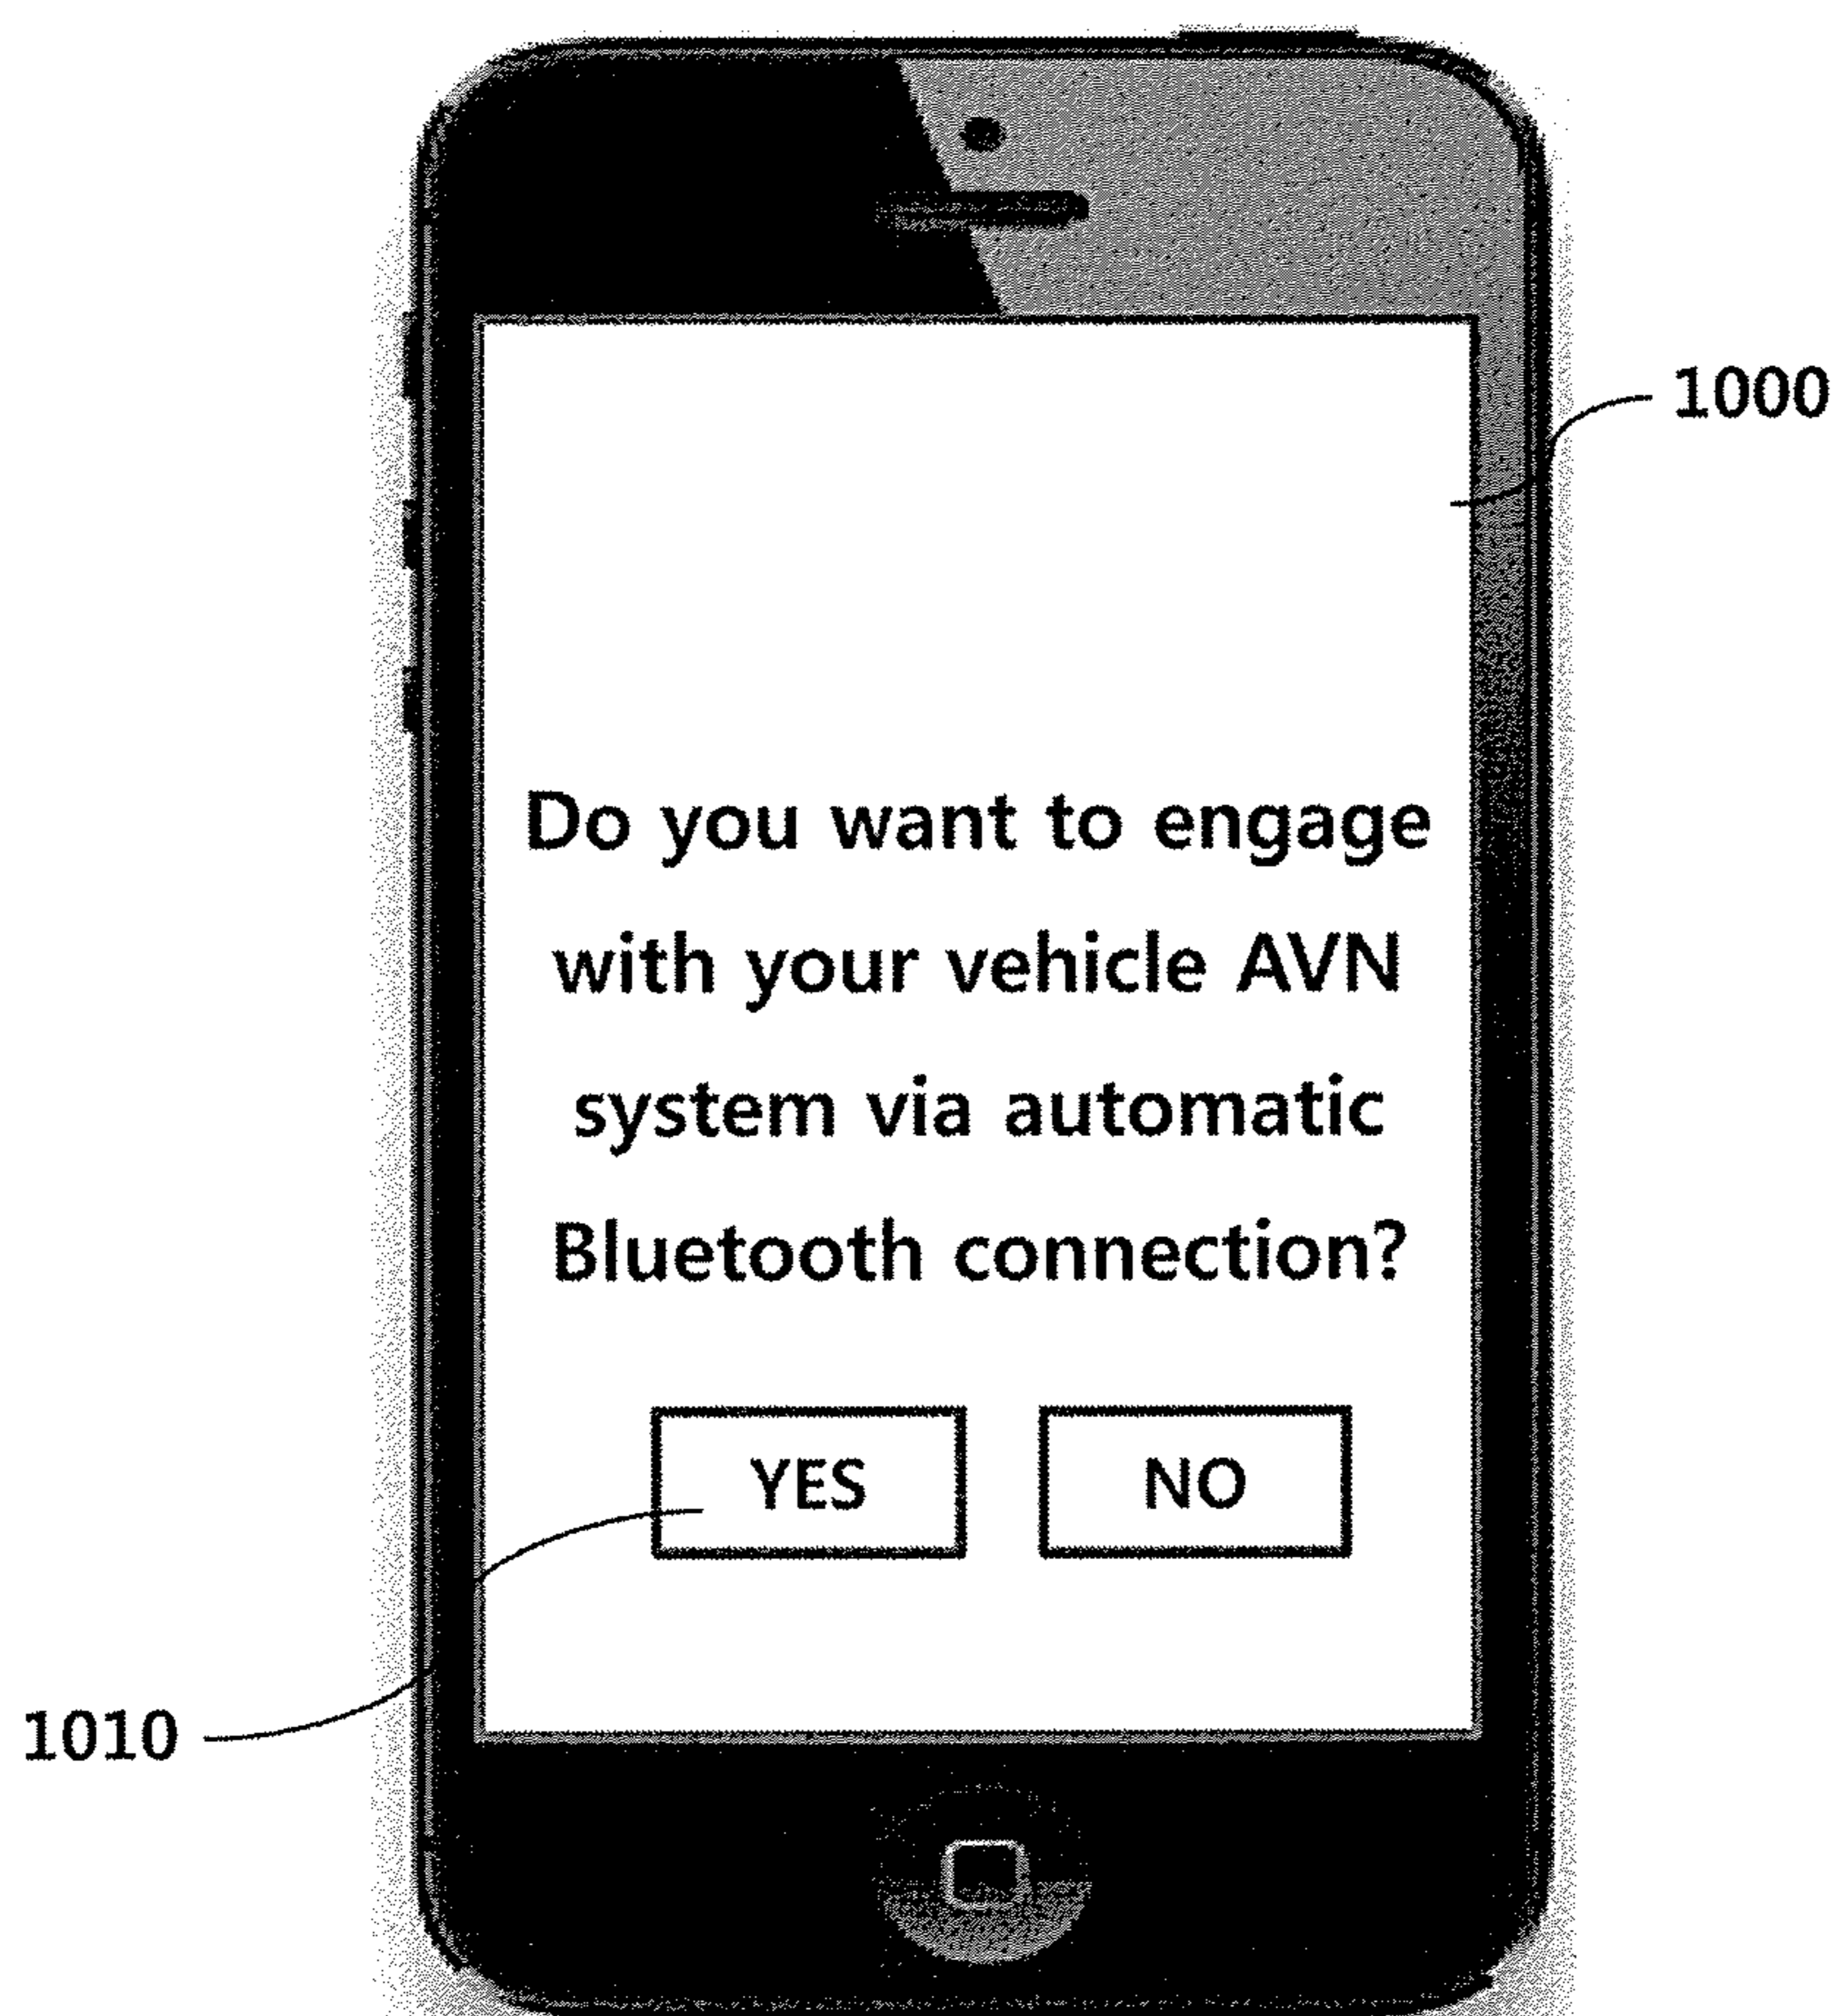 1000
Do you want to engage
with your vehicle AVN
system via automatic
Bluetooth connection?
YES NO
1010